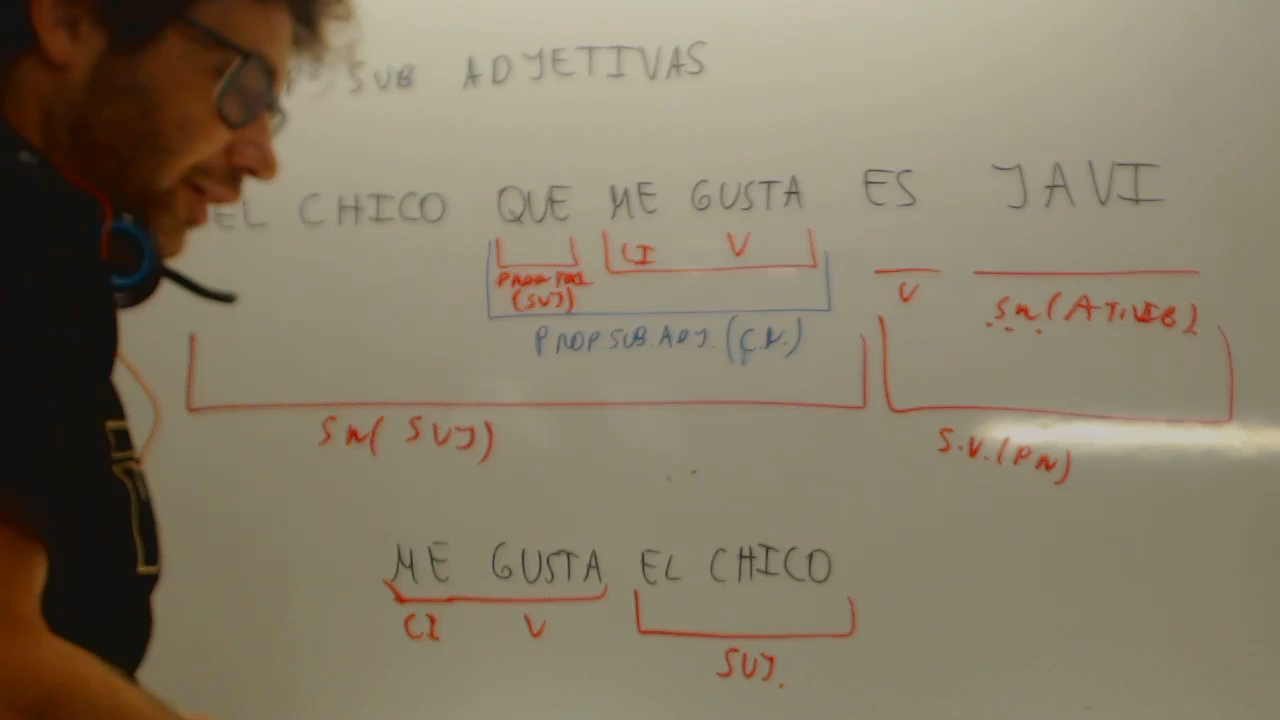 SUB ADJETIVAS
EL CHICO QUE ME GUSTA ES JAVI
CI V
(SUJ)
V
SN (ATRIB)
PROP.SUB.ADJ. (C.N.)
SN (SUJ)
S.V. (PN)
ME GUSTA EL CHICO
CI V
SUJ.